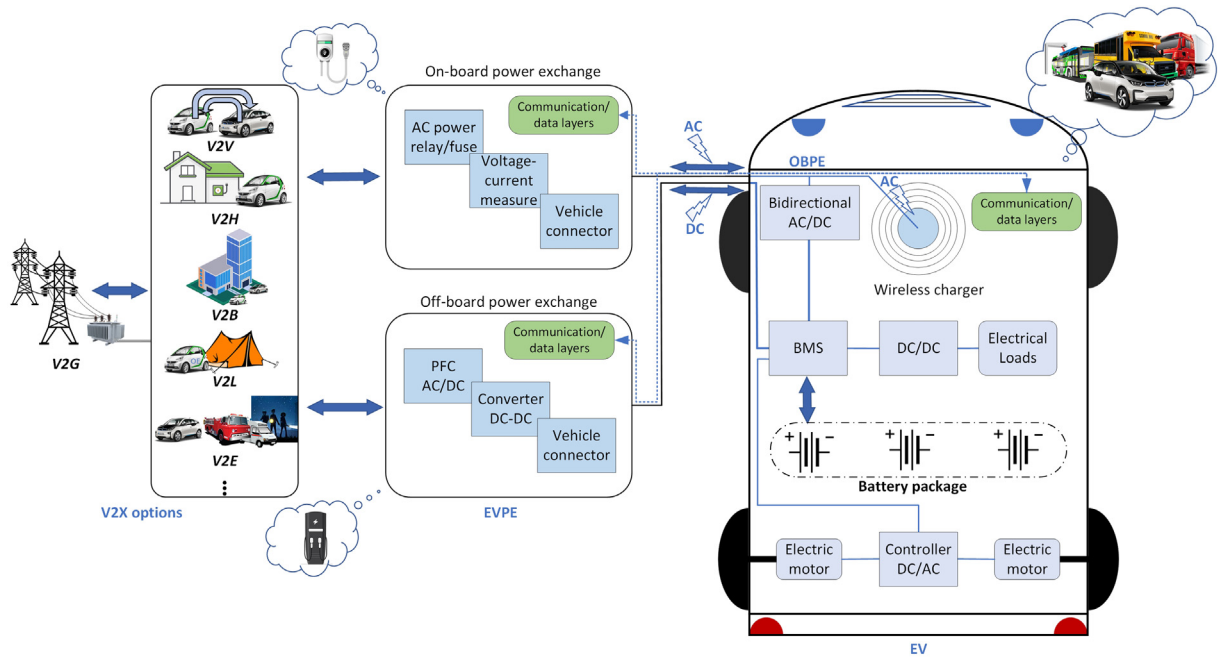 On-board power exchange
Communication/
data layers
AC power
relay/fuse
Voltage-
current
measure
Vehicle
connector
V2V
V2H
V2B
V2L
V2E
V2G
V2X options
Off-board power exchange
Communication/
data layers
PFC
AC/DC
Converter
DC-DC
Vehicle
connector
EVPE
AC
DC
OBPE
Bidirectional
AC/DC
AC
Wireless charger
Communication/
data layers
BMS
DC/DC
Electrical
Loads
+ − + − + −
Battery package
Electric
motor
Controller
DC/AC
Electric
motor
EV